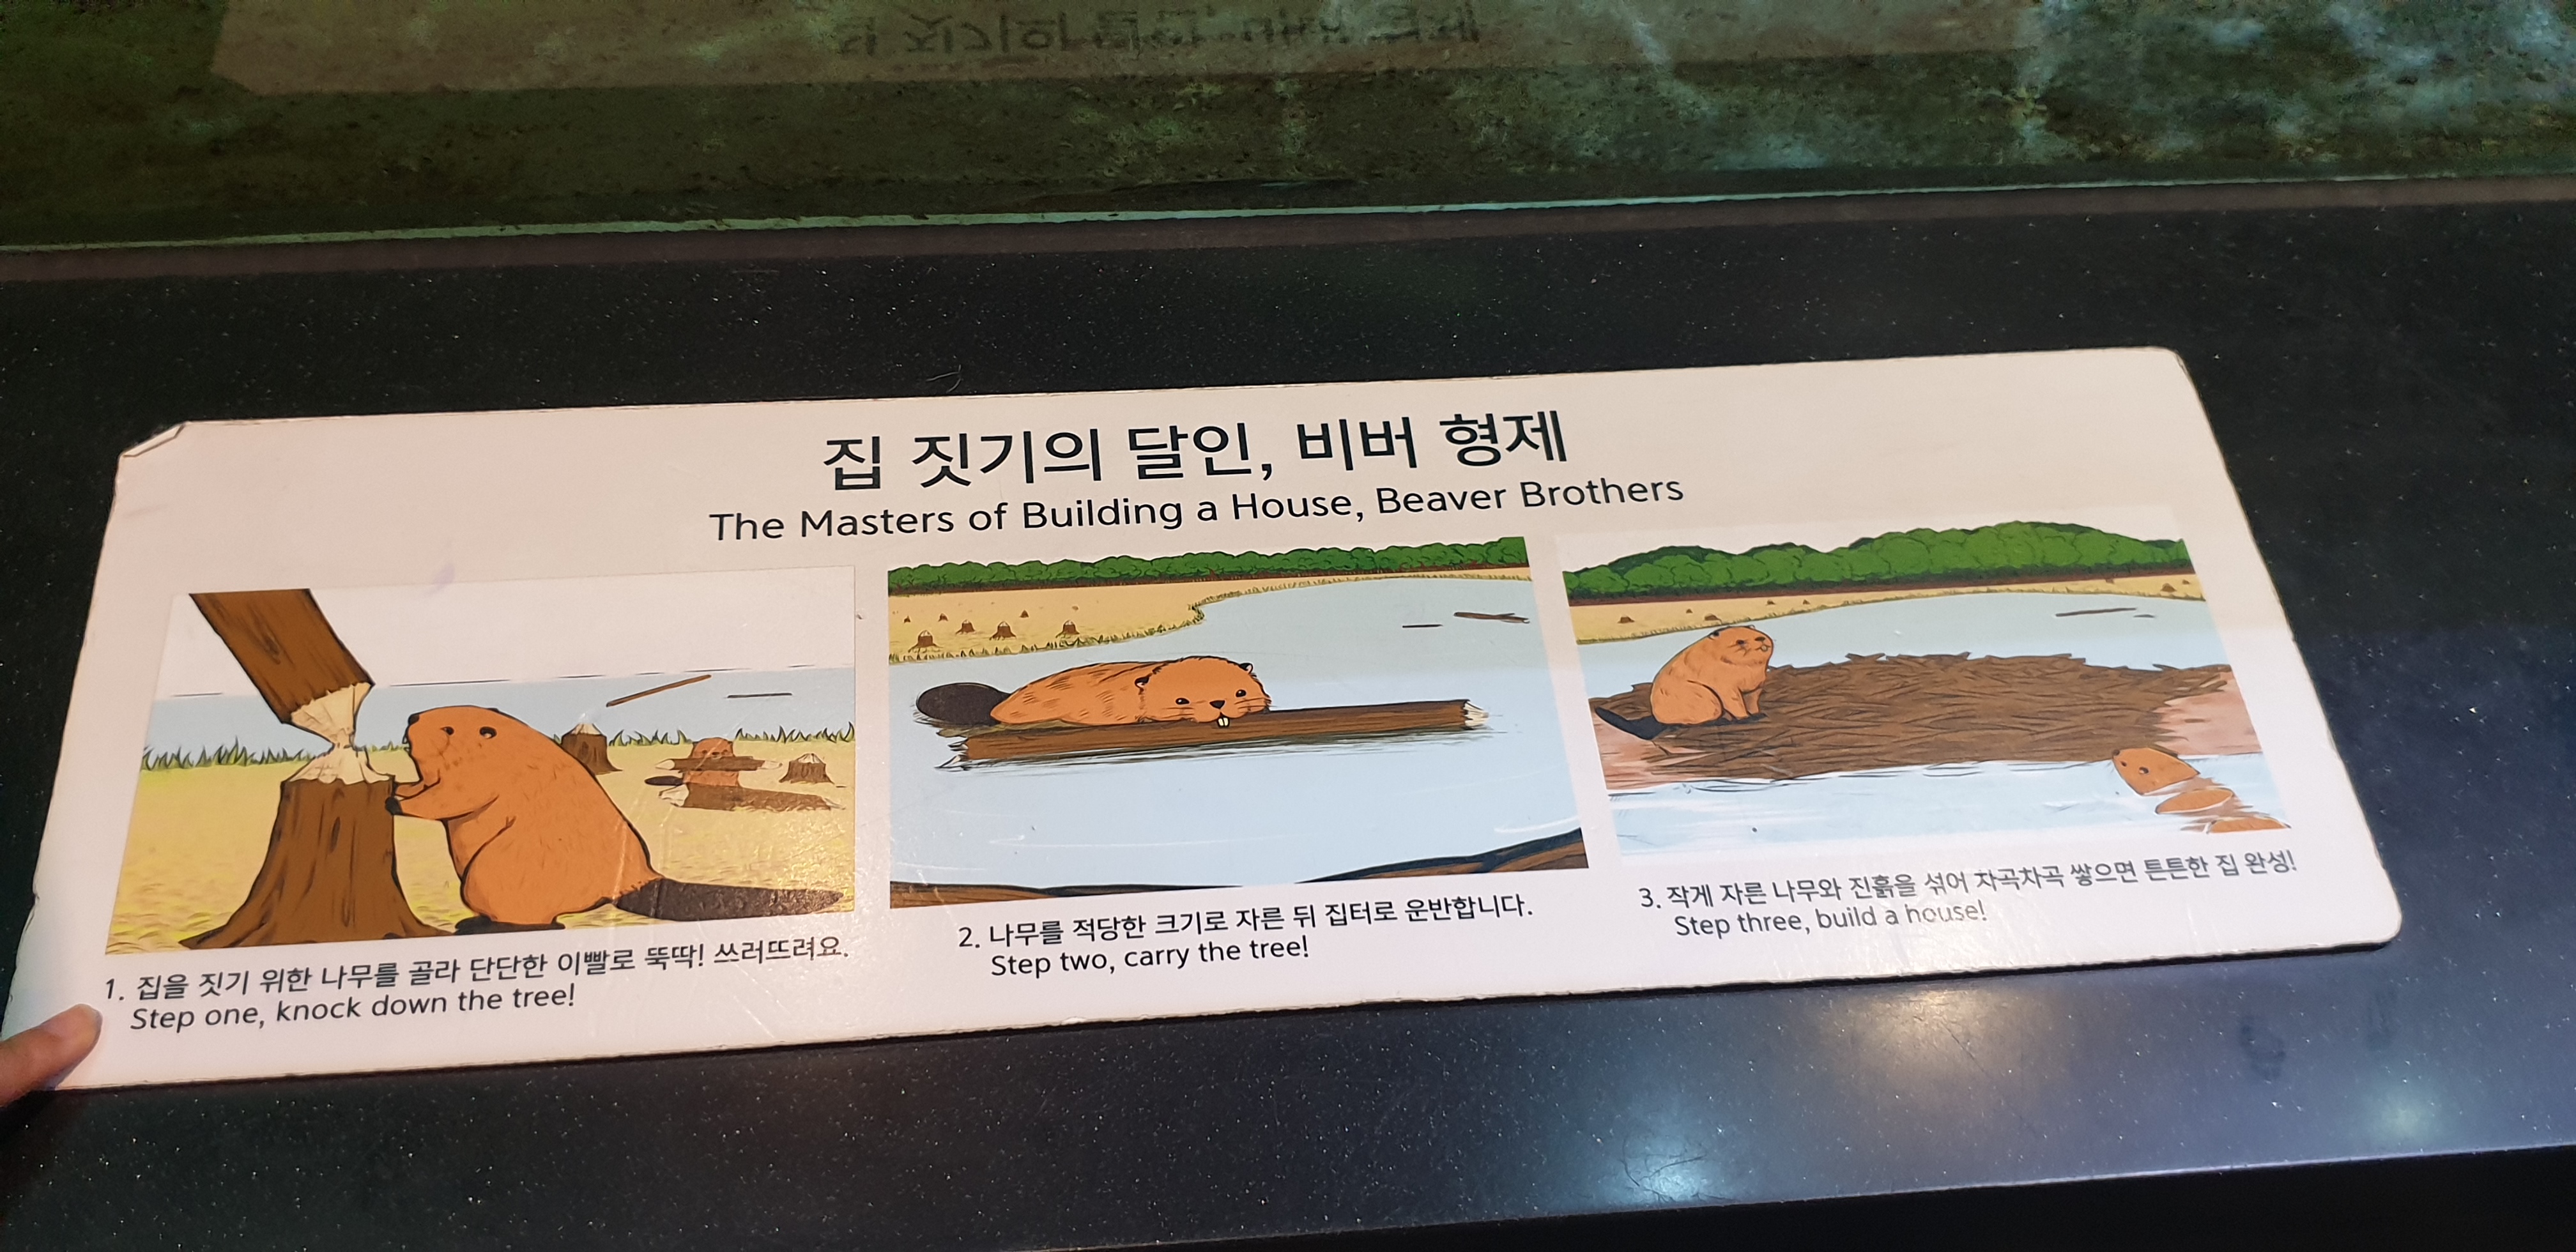 집 짓기의 달인, 비버 형제
The Masters of Building a House, Beaver Brothers
1. 집을 짓기 위한 나무를 골라 단단한 이빨로 뚝딱! 쓰러뜨려요.
Step one, knock down the tree!
2. 나무를 적당한 크기로 자른 뒤 집터로 운반합니다.
Step two, carry the tree!
3. 작게 자른 나무와 진흙을 섞어 차곡차곡 쌓으면 튼튼한 집 완성!
Step three, build a house!